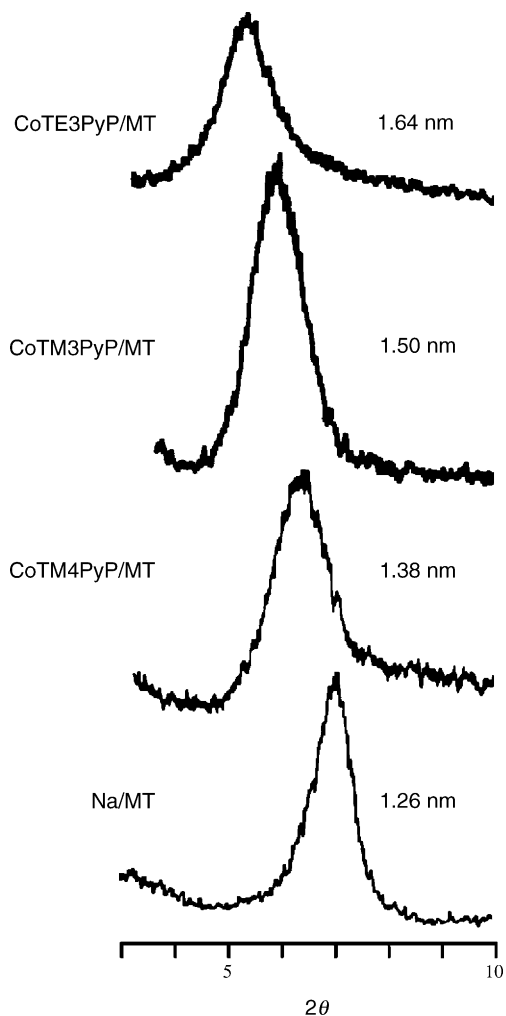 CoTE3PyP/MT 1.64 nm
CoTM3PyP/MT 1.50 nm
CoTM4PyP/MT 1.38 nm
Na/MT 1.26 nm
5 10
2θ